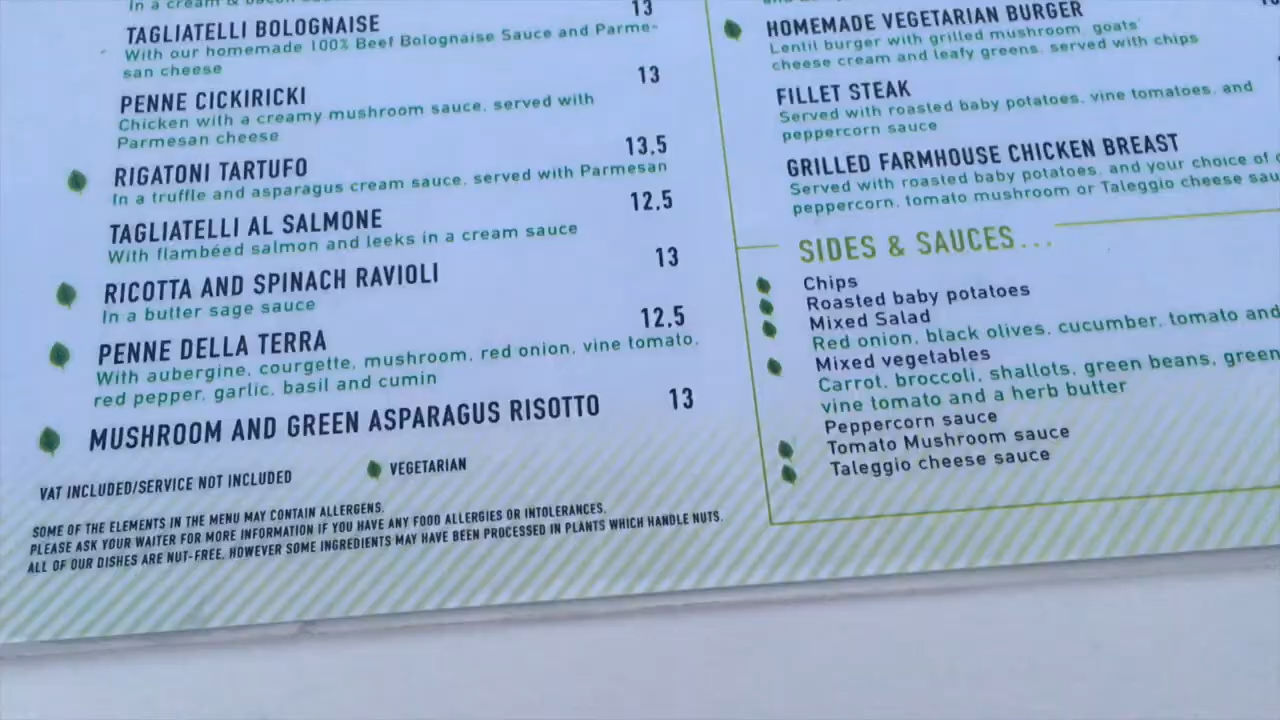 In a cream & bacon sauce
TAGLIATELLI BOLOGNAISE 13
With our homemade 100% Beef Bolognaise Sauce and Parme-
san cheese
PENNE CICKIRICKI 13
Chicken with a creamy mushroom sauce, served with
Parmesan cheese
RIGATONI TARTUFO 13.5
In a truffle and asparagus cream sauce, served with Parmesan
TAGLIATELLI AL SALMONE 12.5
With flambéed salmon and leeks in a cream sauce
RICOTTA AND SPINACH RAVIOLI 13
In a butter sage sauce
PENNE DELLA TERRA 12.5
With aubergine, courgette, mushroom, red onion, vine tomato,
red pepper, garlic, basil and cumin
MUSHROOM AND GREEN ASPARAGUS RISOTTO 13
VAT INCLUDED/SERVICE NOT INCLUDED
VEGETARIAN
SOME OF THE ELEMENTS IN THE MENU MAY CONTAIN ALLERGENS.
PLEASE ASK YOUR WAITER FOR MORE INFORMATION IF YOU HAVE ANY FOOD ALLERGIES OR INTOLERANCES.
ALL OF OUR DISHES ARE NUT-FREE, HOWEVER SOME INGREDIENTS MAY HAVE BEEN PROCESSED IN PLANTS WHICH HANDLE NUTS.
HOMEMADE VEGETARIAN BURGER
Lentil burger with grilled mushroom, goats'
cheese cream and leafy greens, served with chips
FILLET STEAK
Served with roasted baby potatoes, vine tomatoes, and
peppercorn sauce
GRILLED FARMHOUSE CHICKEN BREAST
Served with roasted baby potatoes, and your choice of
peppercorn, tomato mushroom or Taleggio cheese sau
SIDES & SAUCES...
Chips
Roasted baby potatoes
Mixed Salad
Red onion, black olives, cucumber, tomato and
Mixed vegetables
Carrot, broccoli, shallots, green beans, green
vine tomato and a herb butter
Peppercorn sauce
Tomato Mushroom sauce
Taleggio cheese sauce